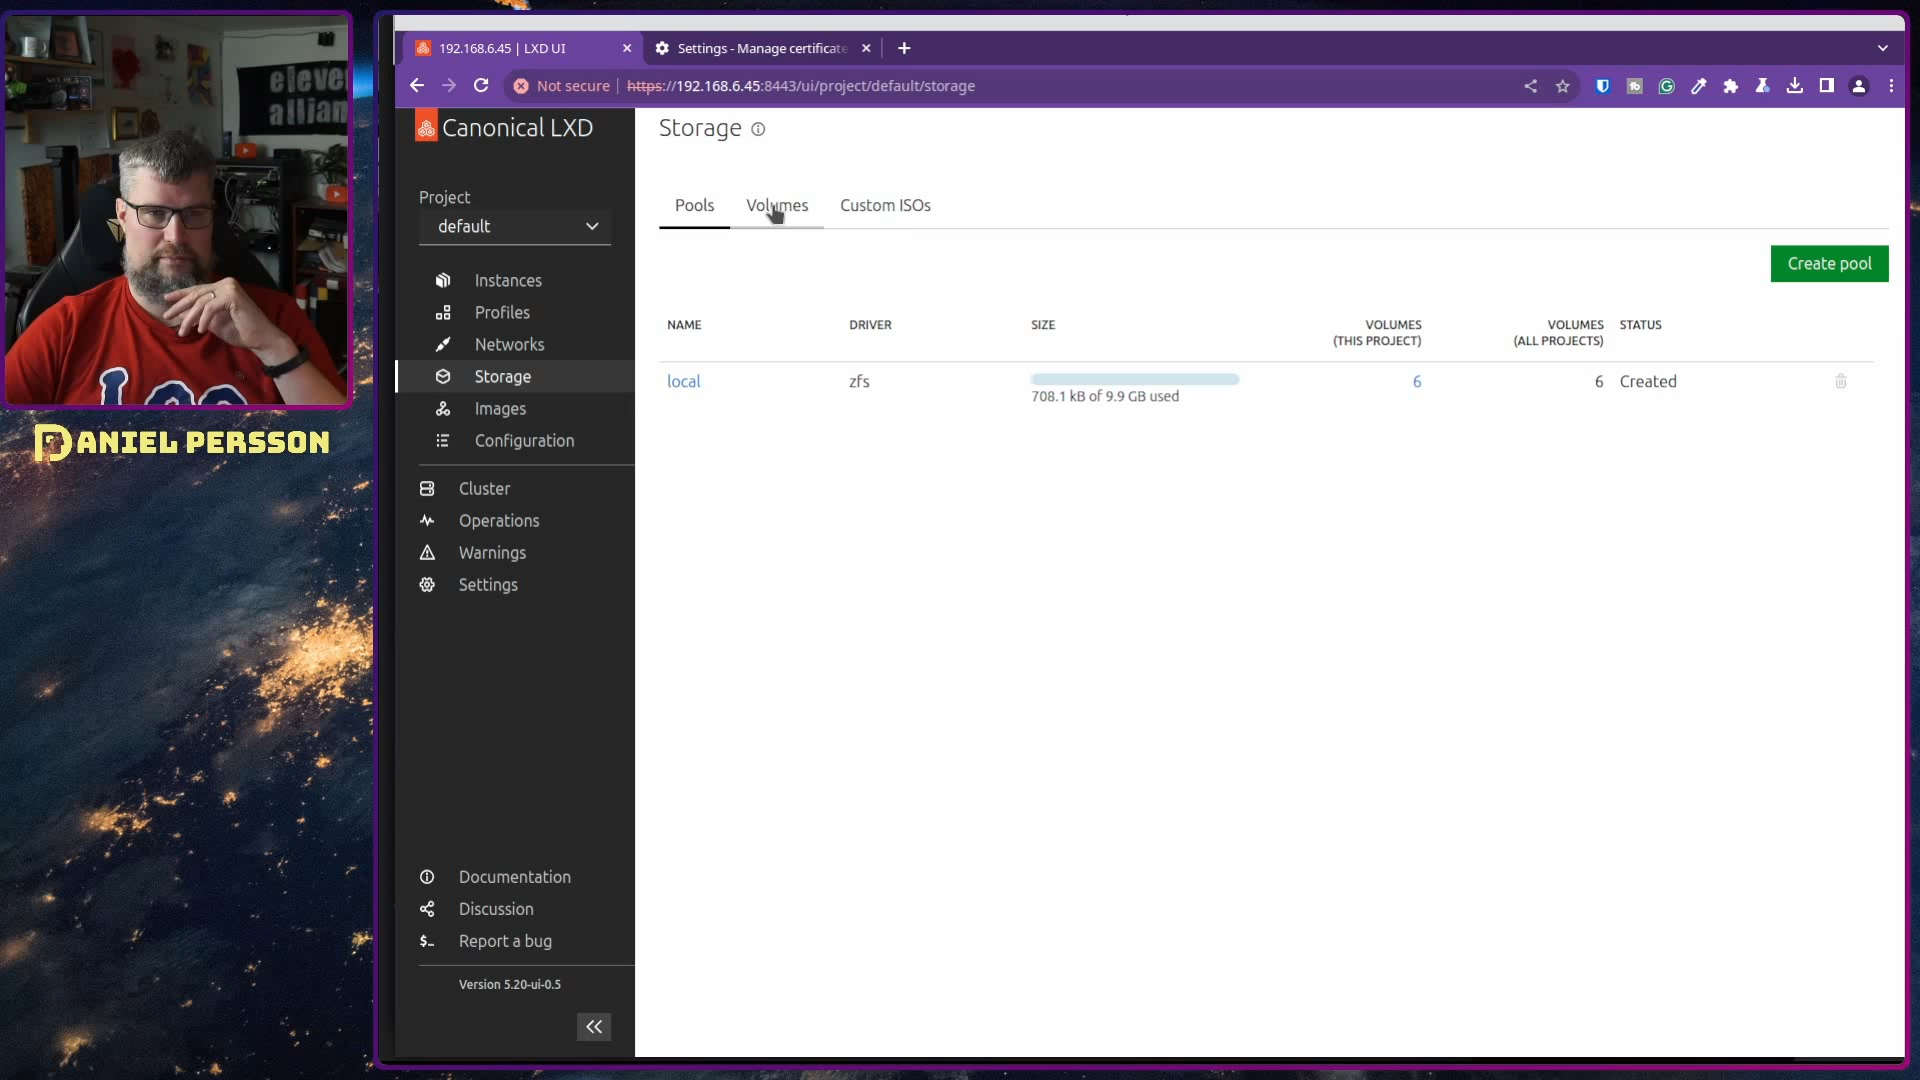 192.168.6.45 | LXD UI
Settings - Manage certificate
Not secure
https://192.168.6.45:8443/ui/project/default/storage
Canonical LXD
Project
default
Instances
Profiles
Networks
Storage
Images
Configuration
Cluster
Operations
Warnings
Settings
Documentation
Discussion
Report a bug
Version 5.20-ui-0.5
Storage
Pools
Volumes
Custom ISOs
Create pool
NAME
DRIVER
SIZE
VOLUMES
(THIS PROJECT)
VOLUMES
(ALL PROJECTS)
STATUS
local
zfs
708.1 kB of 9.9 GB used
6
6
Created
DANIEL PERSSON